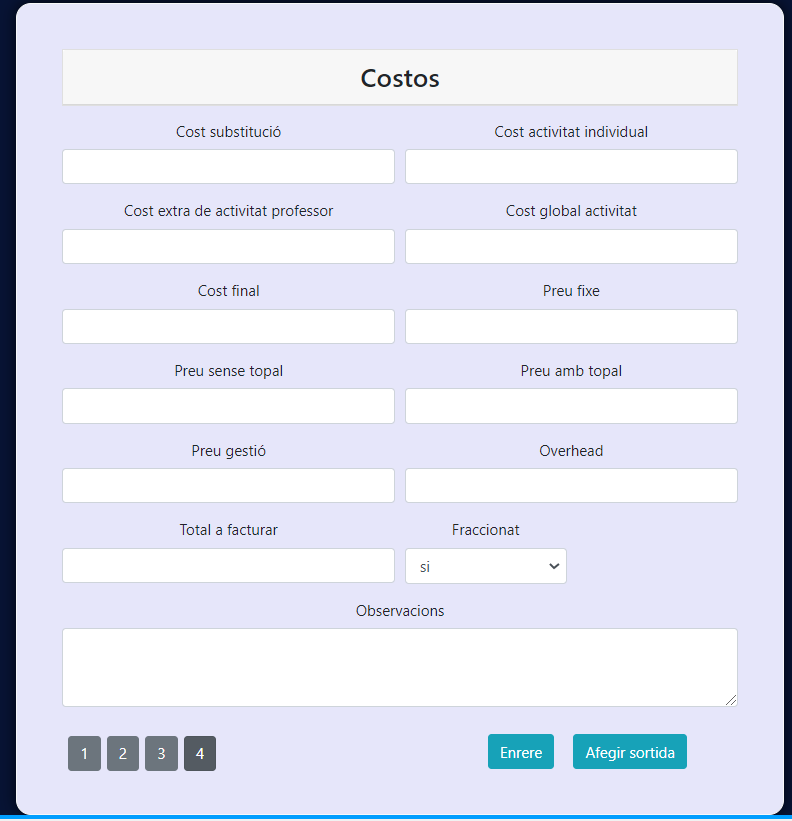 Costos
Cost substitució Cost activitat individual
Cost extra de activitat professor Cost global activitat
Cost final Preu fixe
Preu sense topal Preu amb topal
Preu gestió Overhead
Total a facturar Fraccionat
si
Observacions
1 2 3 4 Enrere Afegir sortida